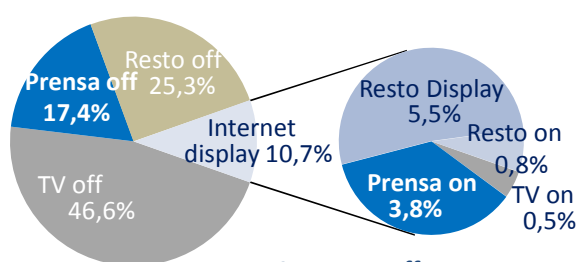 Resto off
25,3%
Prensa off
17,4%
Internet
display 10,7%
TV off
46,6%
Resto Display
5,5%
Resto on
0,8%
Prensa on
3,8%
TV on
0,5%